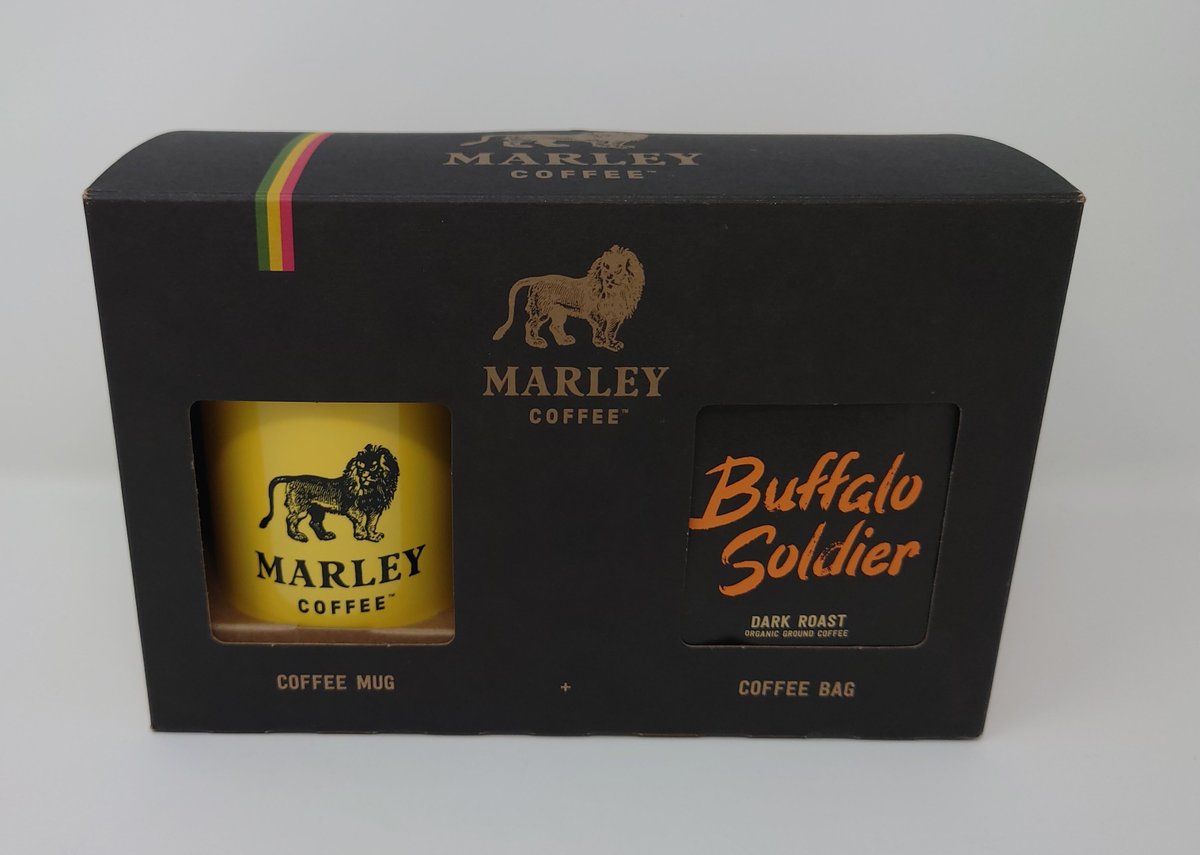 MARLEY
COFFEE™
MARLEY
COFFEE™
MARLEY
COFFEE™
COFFEE MUG
+
Buffalo
Soldier
DARK ROAST
ORGANIC GROUND COFFEE
COFFEE BAG